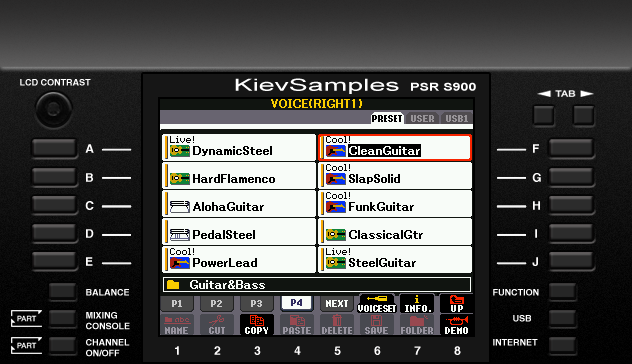 LCD CONTRAST
KievSamples PSR S900
TAB
VOICE(RIGHT1)
PRESET USER USB1
A
Live!
DynamicSteel
Cool!
CleanGuitar
F
B
HardFlamenco
Cool!
SlapSolid
G
C
AlohaGuitar
Cool!
FunkGuitar
H
D
PedalSteel
ClassicalGtr
I
E
Cool!
PowerLead
Live!
SteelGuitar
J
Guitar&Bass
BALANCE
FUNCTION
P1 P2 P3 P4 NEXT VOICESET INFO. UP
PART
MIXING
CONSOLE
USB
NAME CUT COPY PASTE DELETE SAVE FOLDER DEMO
PART
CHANNEL
ON/OFF
INTERNET
1 2 3 4 5 6 7 8